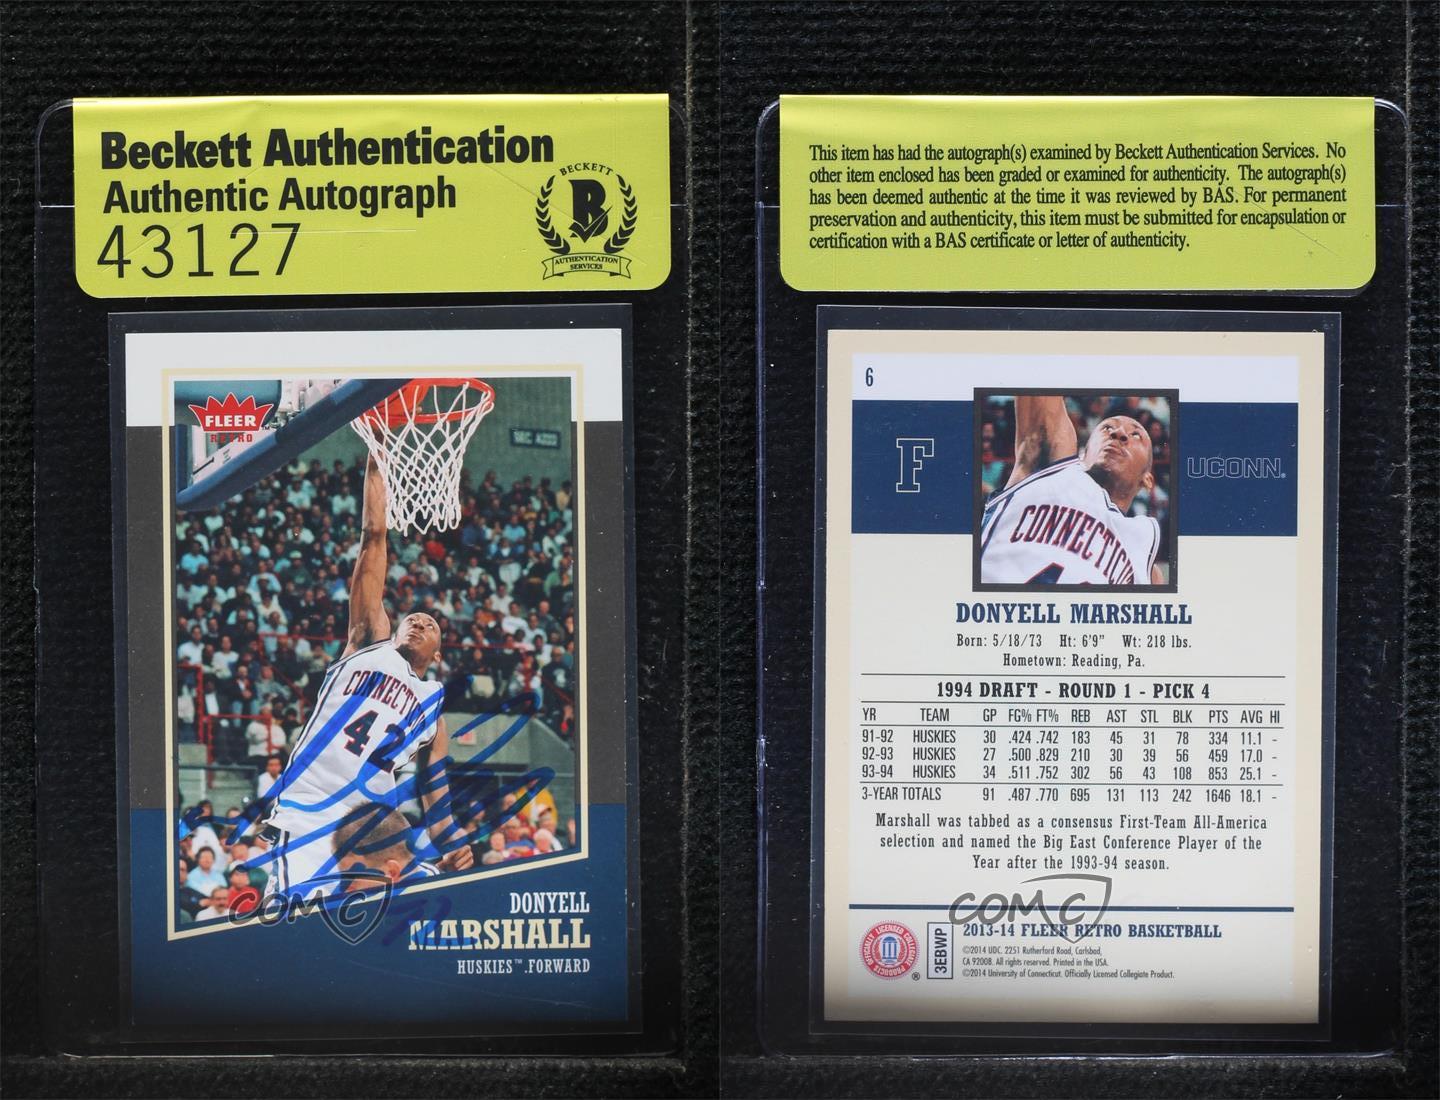 Beckett Authentication
Authentic Autograph
43127
BECKETT
B
AUTHENTICATION
SERVICES
FLEER
RETRO
SEC A233
CONNECTICU
42
COMC
DONYELL
MARSHALL
HUSKIES™.FORWARD
This item has had the autograph(s) examined by Beckett Authentication Services. No
other item enclosed has been graded or examined for authenticity. The autograph(s)
has been deemed authentic at the time it was reviewed by BAS. For permanent
preservation and authenticity, this item must be submitted for encapsulation or
certification with a BAS certificate or letter of authenticity.
6
F
UCONN®
CONNECTICU
DONYELL MARSHALL
Born: 5/18/73 Ht: 6'9" Wt: 218 lbs.
Hometown: Reading, Pa.
1994 DRAFT - ROUND 1 - PICK 4
YR TEAM GP FG% FT% REB AST STL BLK PTS AVG HI
91-92 HUSKIES 30 .424 .742 183 45 31 78 334 11.1 -
92-93 HUSKIES 27 .500 .829 210 30 39 56 459 17.0 -
93-94 HUSKIES 34 .511 .752 302 56 43 108 853 25.1 -
3-YEAR TOTALS 91 .487 .770 695 131 113 242 1646 18.1 -
Marshall was tabbed as a consensus First-Team All-America
selection and named the Big East Conference Player of the
Year after the 1993-94 season.
COMC
OFFICIALLY LICENSED COLLEGIATE PRODUCTS
®
3EBWP
2013-14 FLEER RETRO BASKETBALL
©2014 UDC. 2251 Rutherford Road, Carlsbad,
CA 92008. All rights reserved. Printed in the USA.
©2014 University of Connecticut. Officially Licensed Collegiate Product.